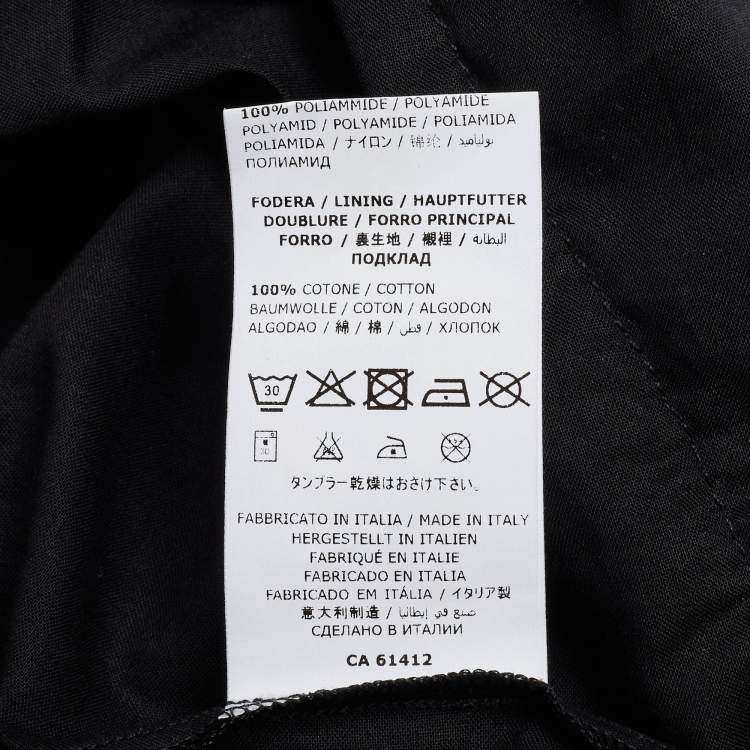 100% POLIAMMIDE / POLYAMIDE
POLYAMID / POLYAMIDE / POLIAMIDA
POLIAMIDA / ナイロン / 锦纶 / بولياميد
ПОЛИАМИД
FODERA / LINING / HAUPTFUTTER
DOUBLURE / FORRO PRINCIPAL
FORRO / 裏生地 / 襯裡 / البطانة
ПОДКЛАД
100% COTONE / COTTON
BAUMWOLLE / COTON / ALGODON
ALGODAO / 綿 / 棉 / قطن / ХЛОПОК
30
タンブラー乾燥はおさけ下さい。
FABBRICATO IN ITALIA / MADE IN ITALY
HERGESTELLT IN ITALIEN
FABRIQUÉ EN ITALIE
FABRICADO EN ITALIA
FABRICADO EM ITÁLIA / イタリア製
意大利制造 / صنع في إيطاليا
СДЕЛАНО В ИТАЛИИ
CA 61412